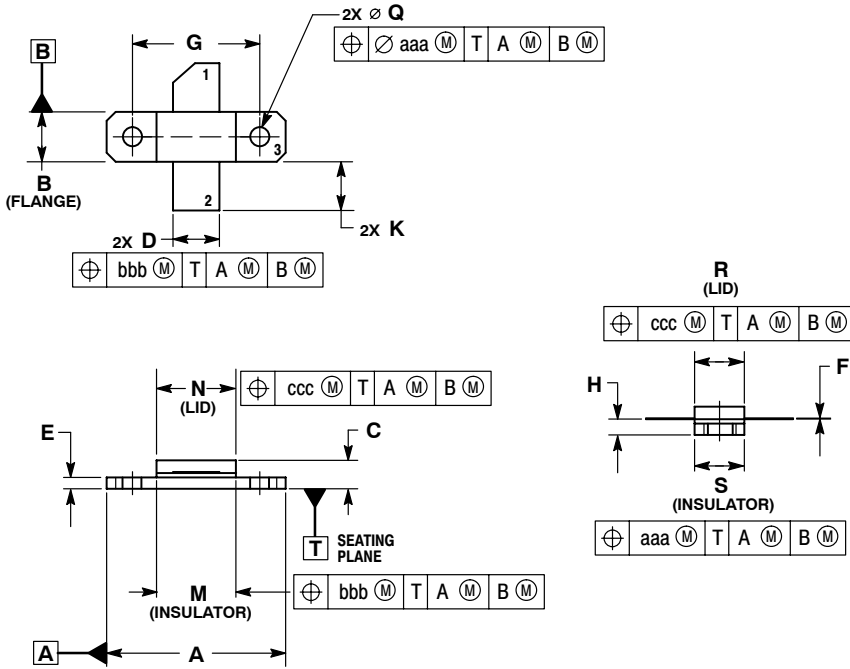 2X ⌀ Q
⌖ ⌀ aaa Ⓜ T A Ⓜ B Ⓜ
G
B
1
3
B
(FLANGE)
2
2X K
2X D
⌖ bbb Ⓜ T A Ⓜ B Ⓜ
R
(LID)
⌖ ccc Ⓜ T A Ⓜ B Ⓜ
N
(LID)
⌖ ccc Ⓜ T A Ⓜ B Ⓜ
H
F
E
C
S
(INSULATOR)
⌖ aaa Ⓜ T A Ⓜ B Ⓜ
T SEATING
PLANE
M
(INSULATOR)
⌖ bbb Ⓜ T A Ⓜ B Ⓜ
A
A